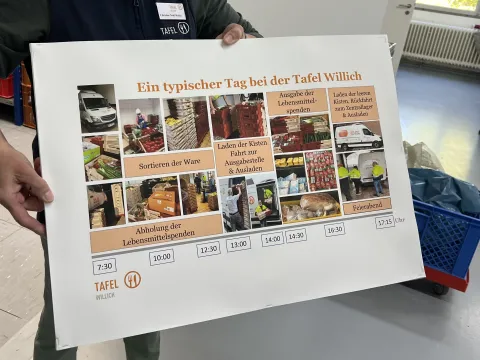 TAFEL
Ein typischer Tag bei der Tafel Willich
Ausgabe der
Lebensmittel-
spenden
Laden der leeren
Kisten, Rückfahrt
zum Zentrallager
& Ausladen
Laden der Kisten
Fahrt zur
Ausgabestelle
& Ausladen
Sortieren der Ware
Feierabend
Abholung der
Lebensmittelspenden
7:30
10:00
12:30
13:00
14:00
14:30
16:30
17:15
Uhr
TAFEL
WILLICH